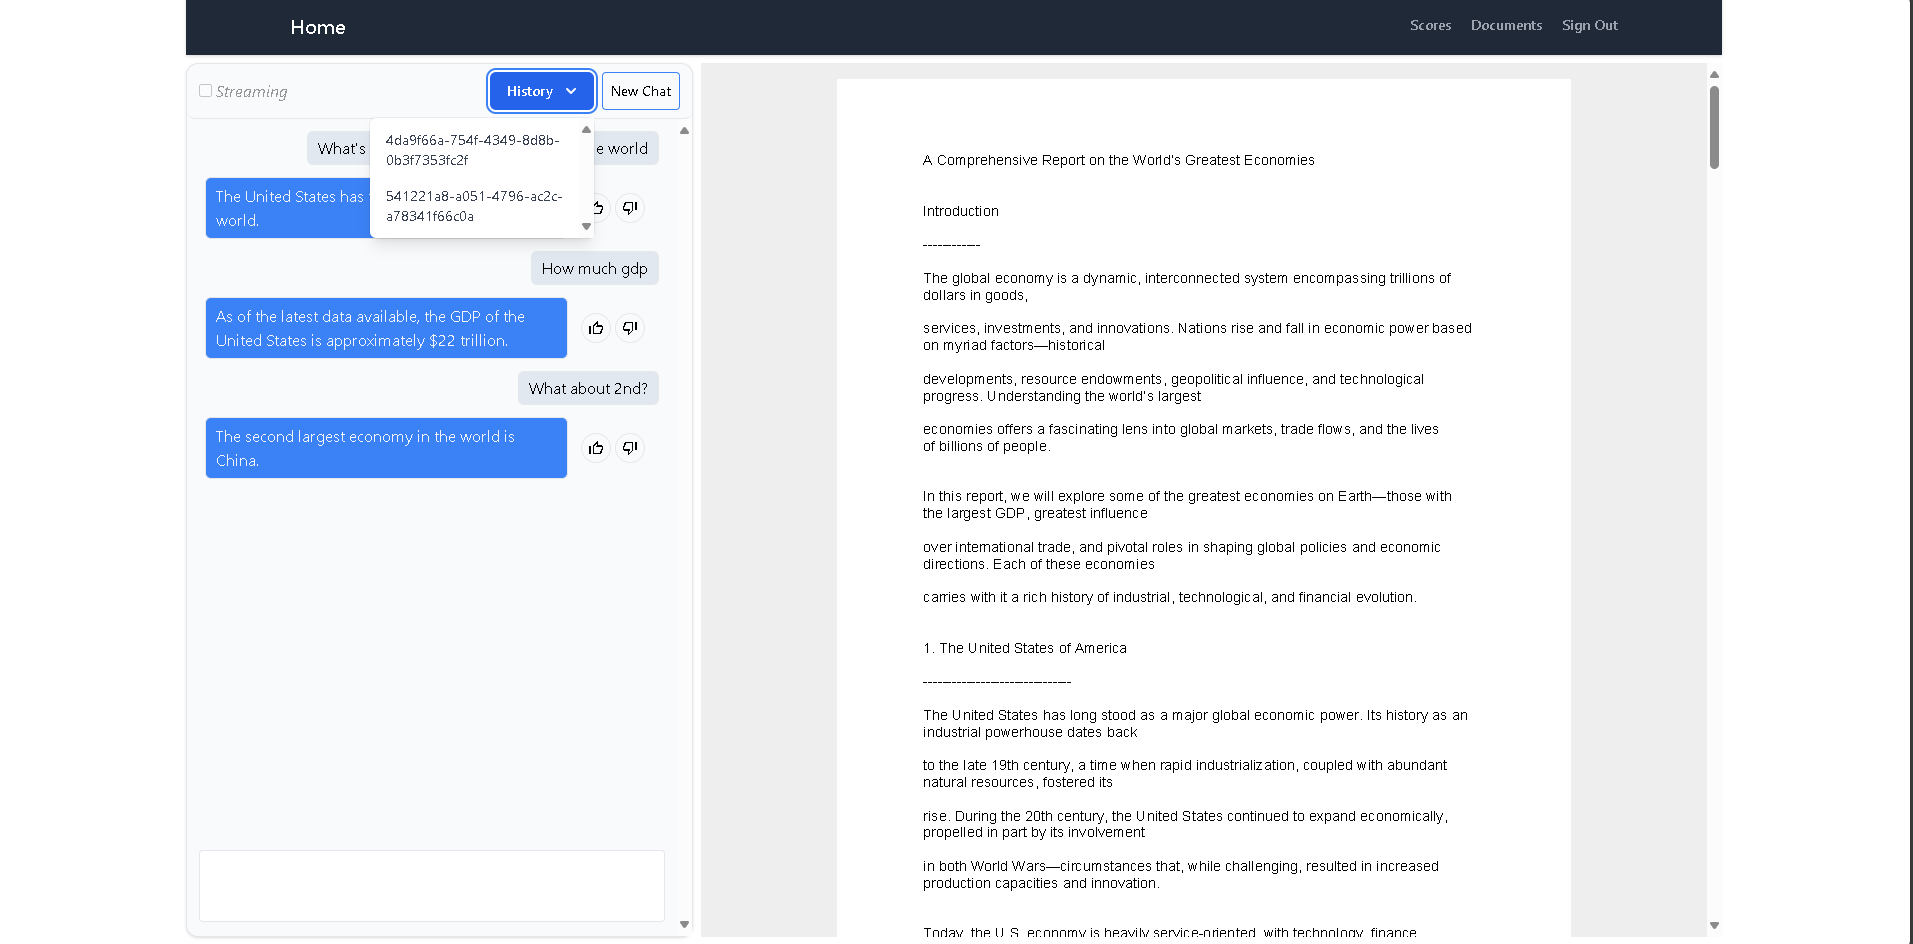 Home
Scores
Documents
Sign Out
Streaming
History
New Chat
4da9f66a-754f-4349-8d8b-
0b3f7353fc2f
541221a8-a051-4796-ac2c-
a78341f66c0a
What's
e world
The United States has
world.
How much gdp
As of the latest data available, the GDP of the
United States is approximately $22 trillion.
What about 2nd?
The second largest economy in the world is
China.
A Comprehensive Report on the World's Greatest Economies
Introduction
------------
The global economy is a dynamic, interconnected system encompassing trillions of
dollars in goods,
services, investments, and innovations. Nations rise and fall in economic power based
on myriad factors—historical
developments, resource endowments, geopolitical influence, and technological
progress. Understanding the world's largest
economies offers a fascinating lens into global markets, trade flows, and the lives
of billions of people.
In this report, we will explore some of the greatest economies on Earth—those with
the largest GDP, greatest influence
over international trade, and pivotal roles in shaping global policies and economic
directions. Each of these economies
carries with it a rich history of industrial, technological, and financial evolution.
1. The United States of America
-------------------------------
The United States has long stood as a major global economic power. Its history as an
industrial powerhouse dates back
to the late 19th century, a time when rapid industrialization, coupled with abundant
natural resources, fostered its
rise. During the 20th century, the United States continued to expand economically,
propelled in part by its involvement
in both World Wars—circumstances that, while challenging, resulted in increased
production capacities and innovation.
Today, the U.S. economy is heavily service-oriented, with technology, finance